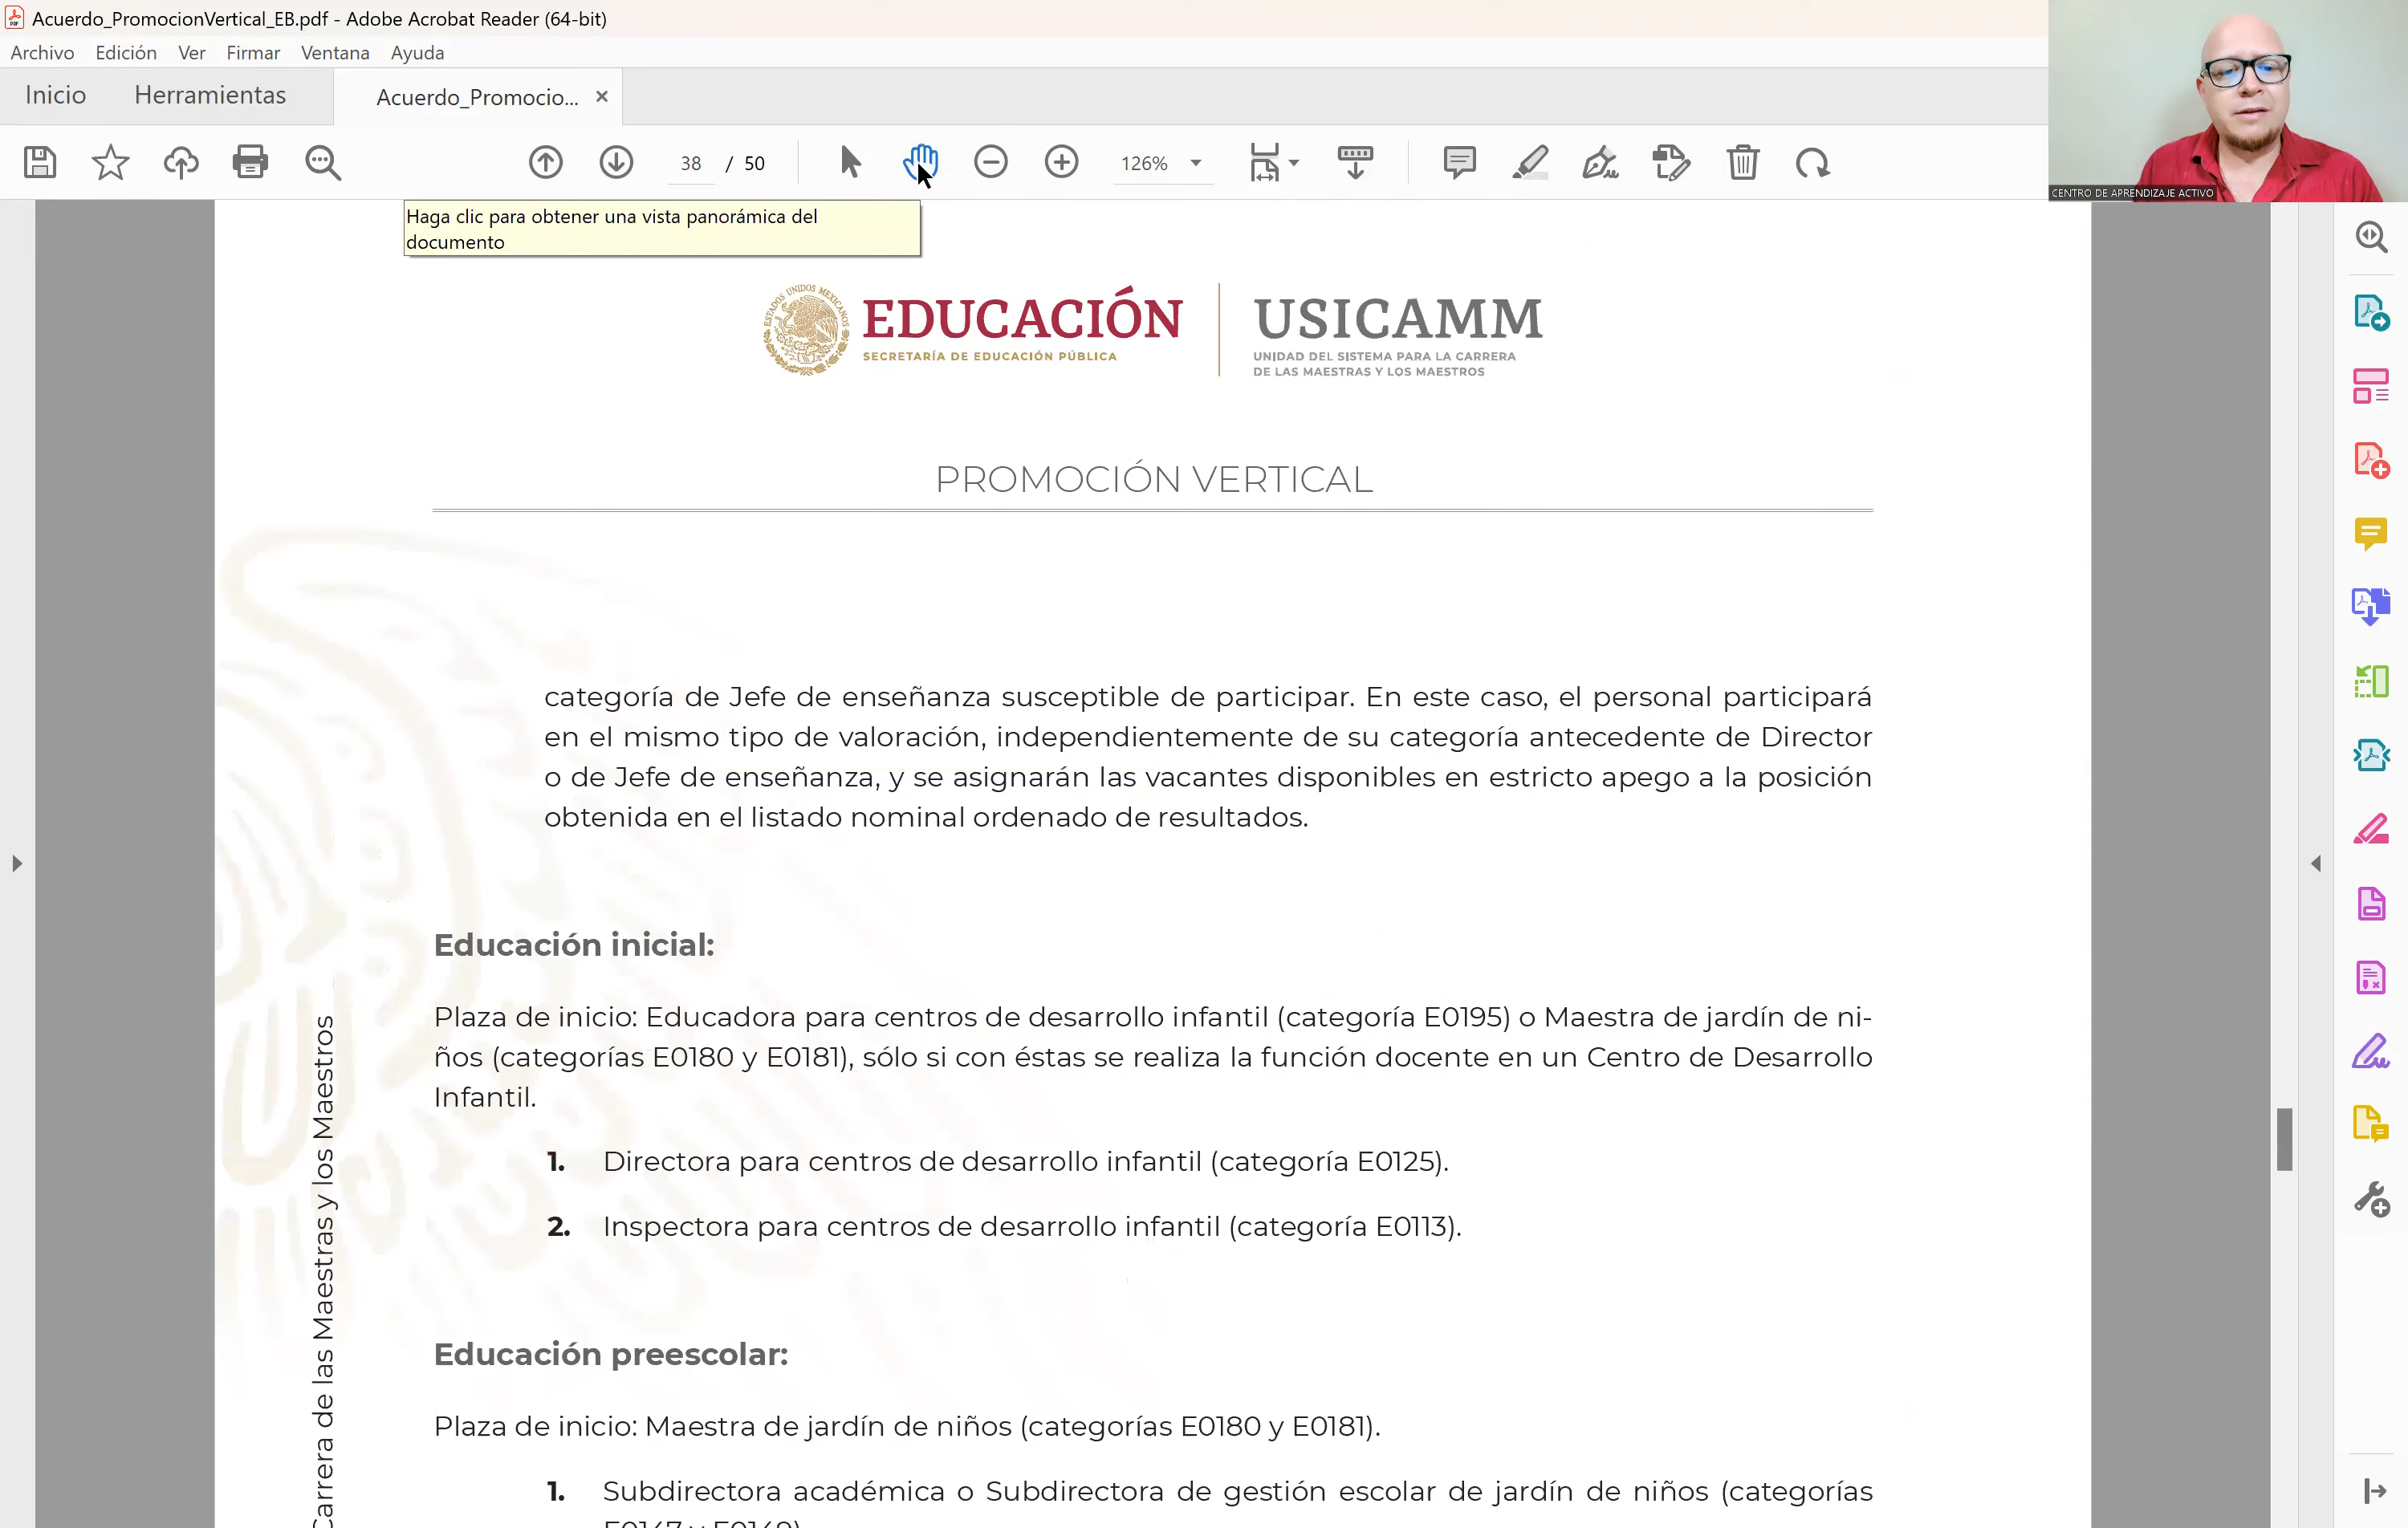 Acuerdo_PromocionVertical_EB.pdf - Adobe Acrobat Reader (64-bit)
Archivo Edición Ver Firmar Ventana Ayuda
Inicio Herramientas Acuerdo_Promocio... ×
38 / 50 126%
CENTRO DE APRENDIZAJE ACTIVO
Haga clic para obtener una vista panorámica del
documento
ESTADOS UNIDOS MEXICANOS
EDUCACIÓN
SECRETARÍA DE EDUCACIÓN PÚBLICA
USICAMM
UNIDAD DEL SISTEMA PARA LA CARRERA
DE LAS MAESTRAS Y LOS MAESTROS
PROMOCIÓN VERTICAL
categoría de Jefe de enseñanza susceptible de participar. En este caso, el personal participará
en el mismo tipo de valoración, independientemente de su categoría antecedente de Director
o de Jefe de enseñanza, y se asignarán las vacantes disponibles en estricto apego a la posición
obtenida en el listado nominal ordenado de resultados.
Educación inicial:
Plaza de inicio: Educadora para centros de desarrollo infantil (categoría E0195) o Maestra de jardín de ni-
ños (categorías E0180 y E0181), sólo si con éstas se realiza la función docente en un Centro de Desarrollo
Infantil.
1. Directora para centros de desarrollo infantil (categoría E0125).
2. Inspectora para centros de desarrollo infantil (categoría E0113).
Educación preescolar:
Plaza de inicio: Maestra de jardín de niños (categorías E0180 y E0181).
1. Subdirectora académica o Subdirectora de gestión escolar de jardín de niños (categorías
Carrera de las Maestras y los Maestros